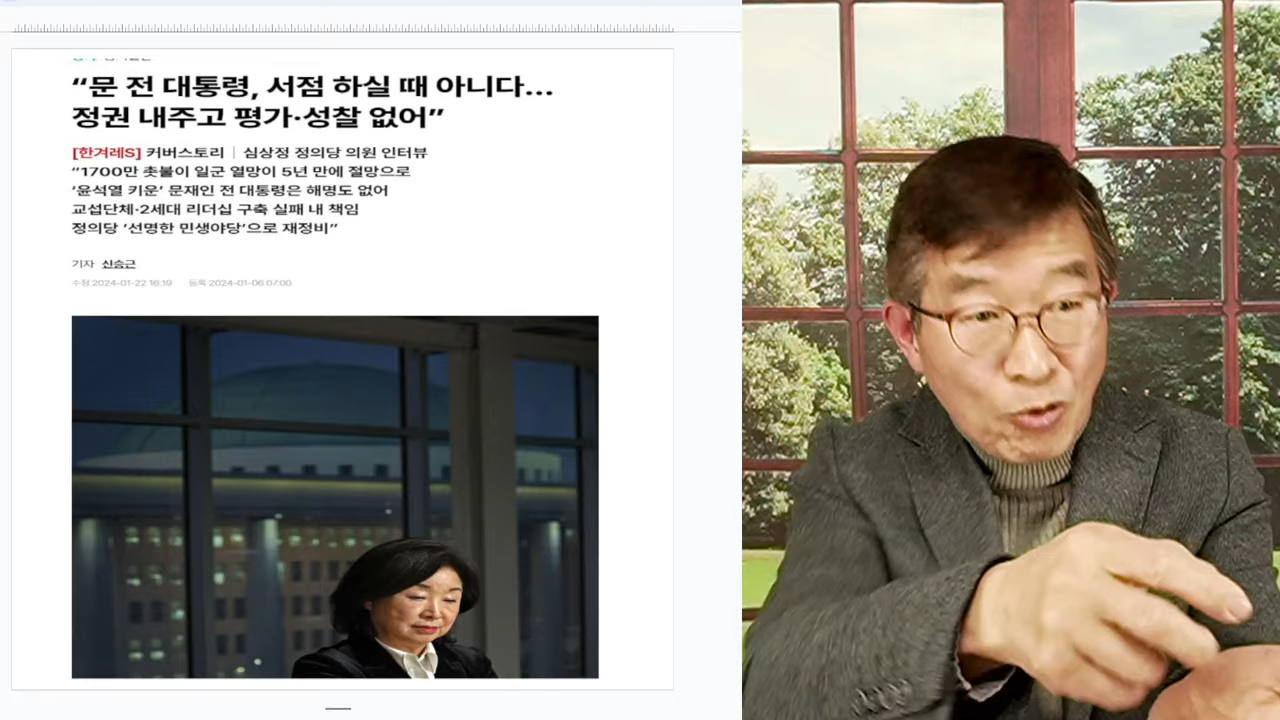 “문 전 대통령, 서점 하실 때 아니다…
정권 내주고 평가·성찰 없어”
[한겨레S] 커버스토리 | 심상정 정의당 의원 인터뷰
“1700만 촛불이 일군 열망이 5년 만에 절망으로
‘윤석열 키운’ 문재인 전 대통령은 해명도 없어
교섭단체·2세대 리더십 구축 실패 내 책임
정의당 ‘선명한 민생야당’으로 재정비”
기자 신승근
수정 2024-01-22 16:19 등록 2024-01-06 07:00